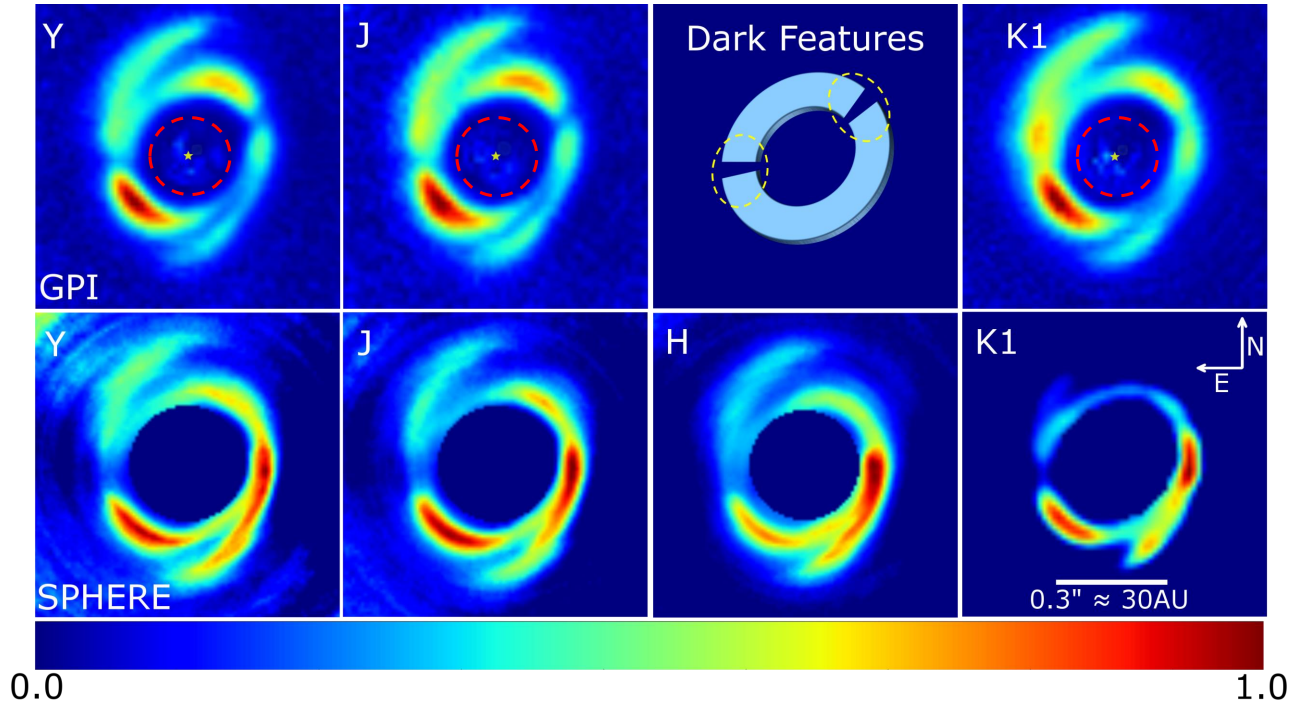 Y
J
Dark Features
K1
GPI
Y
J
H
K1
N
E
SPHERE
0.3" ≈ 30AU
0.0
1.0